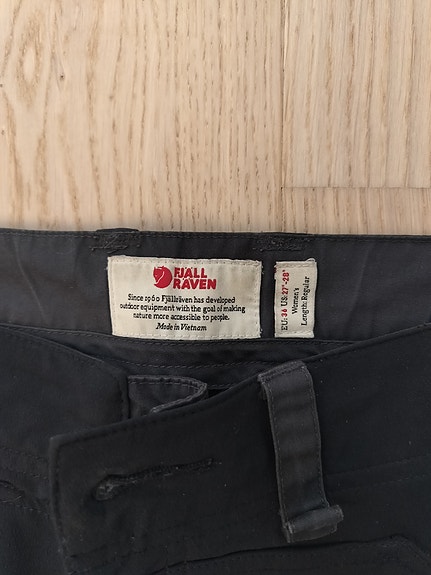 FJÄLL
RÄVEN
Since 1960 Fjällräven has developed
outdoor equipment with the goal of making
nature more accessible to people.
Made in Vietnam
EU: 36 US: 27"-28"
Women's
Length: Regular